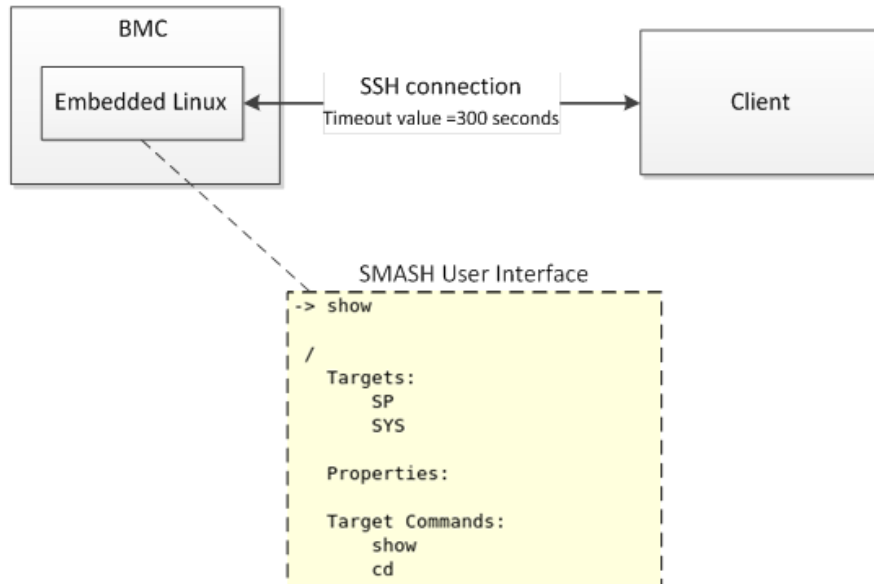 BMC
Embedded Linux
SSH connection
Timeout value =300 seconds
Client
SMASH User Interface
-> show
/
Targets:
SP
SYS
Properties:
Target Commands:
show
cd